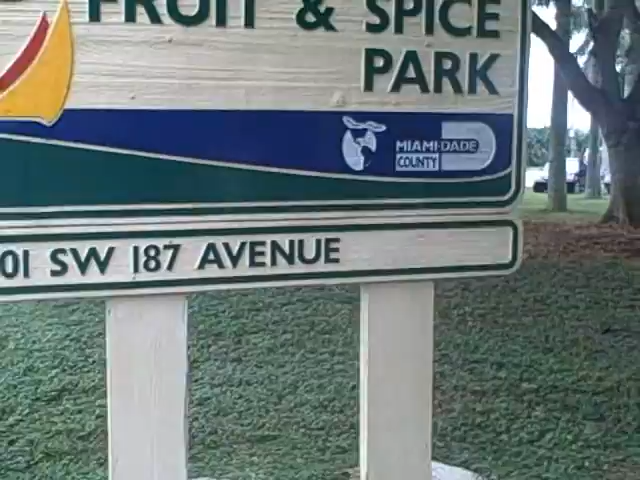 FRUIT & SPICE
PARK
MIAMI-DADE
COUNTY
01 SW 187 AVENUE